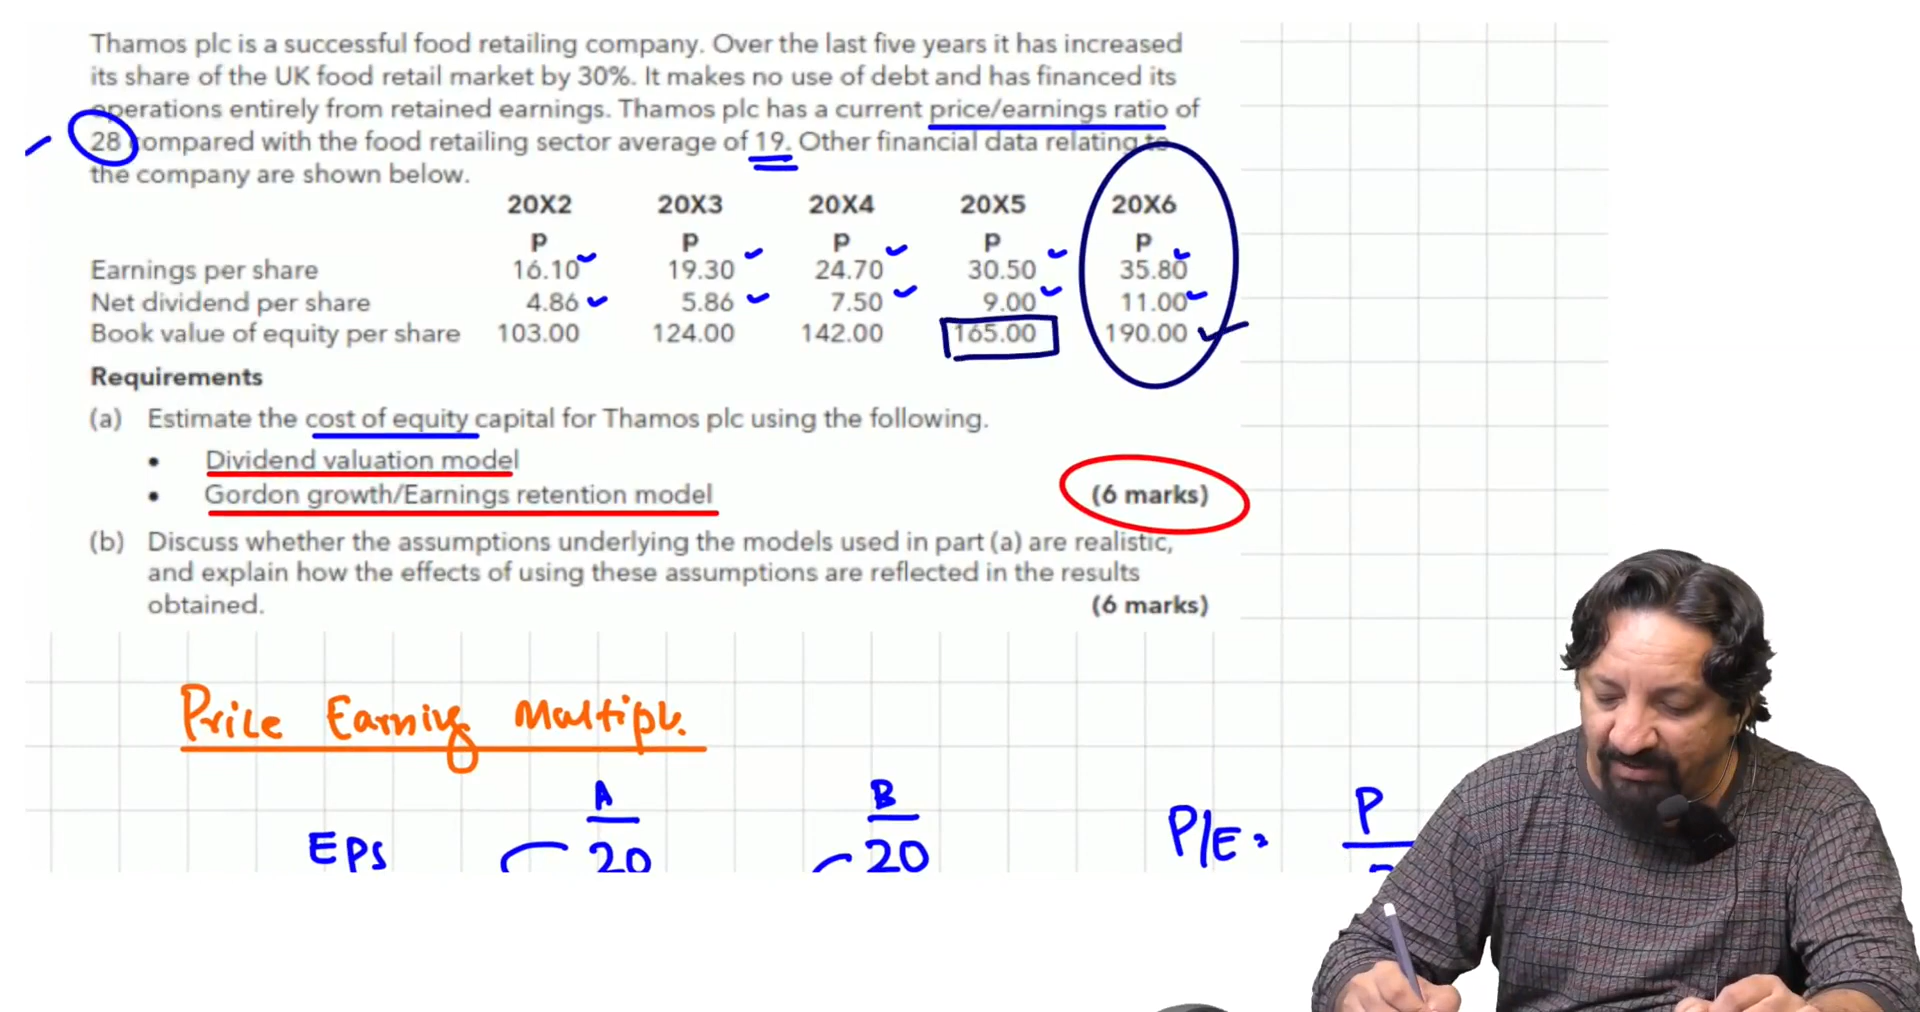 Thamos plc is a successful food retailing company. Over the last five years it has increased
its share of the UK food retail market by 30%. It makes no use of debt and has financed its
operations entirely from retained earnings. Thamos plc has a current price/earnings ratio of
28 compared with the food retailing sector average of 19. Other financial data relating to
the company are shown below.
20X2 20X3 20X4 20X5 20X6
P P P P P
Earnings per share 16.10 19.30 24.70 30.50 35.80
Net dividend per share 4.86 5.86 7.50 9.00 11.00
Book value of equity per share 103.00 124.00 142.00 165.00 190.00
Requirements
(a) Estimate the cost of equity capital for Thamos plc using the following.
• Dividend valuation model
• Gordon growth/Earnings retention model (6 marks)
(b) Discuss whether the assumptions underlying the models used in part (a) are realistic,
and explain how the effects of using these assumptions are reflected in the results
obtained. (6 marks)
Price Earning Multiple
A B
EPS 20 20 P/E = P